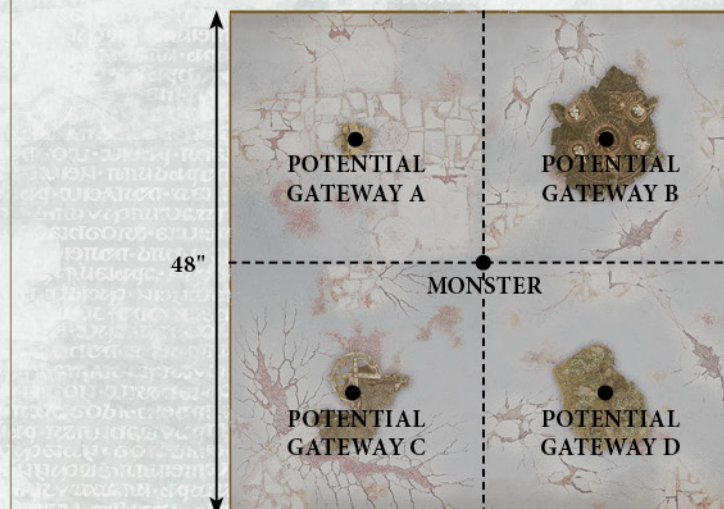 POTENTIAL
GATEWAY A
POTENTIAL
GATEWAY B
48"
MONSTER
POTENTIAL
GATEWAY C
POTENTIAL
GATEWAY D